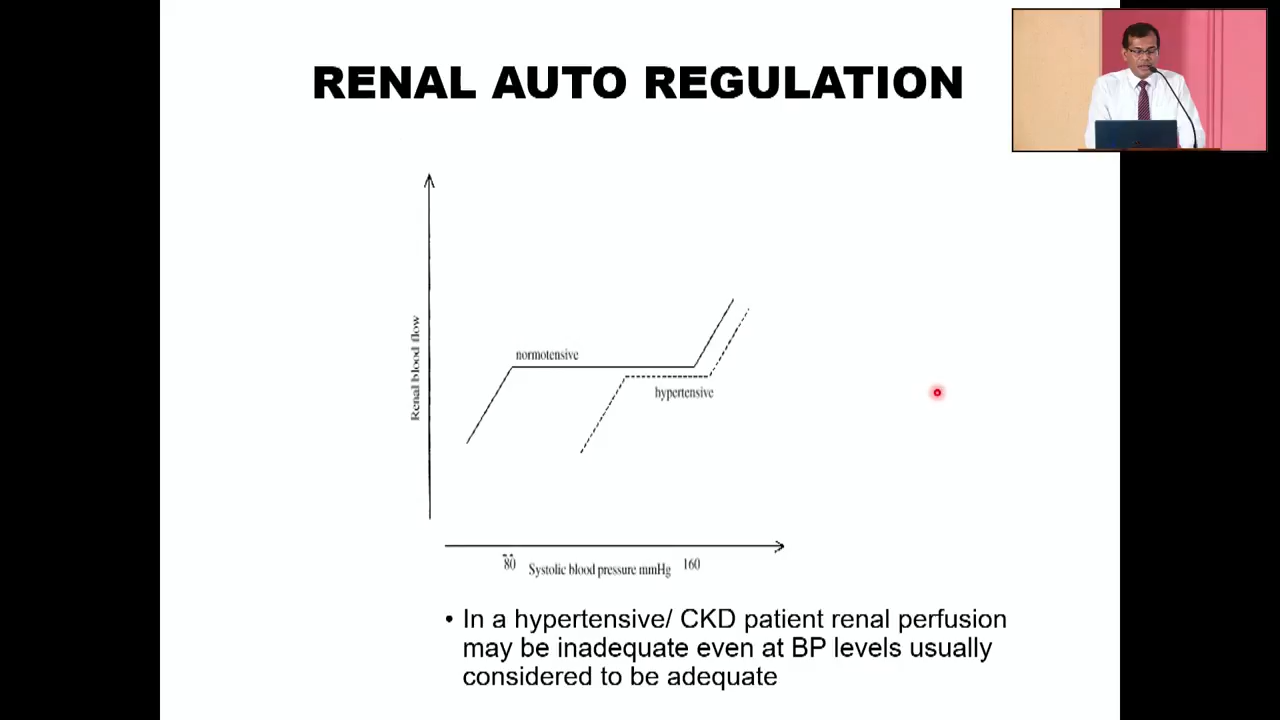 RENAL AUTO REGULATION
Renal blood flow
normotensive
hypertensive
80
Systolic blood pressure mmHg
160
• In a hypertensive/ CKD patient renal perfusion
may be inadequate even at BP levels usually
considered to be adequate